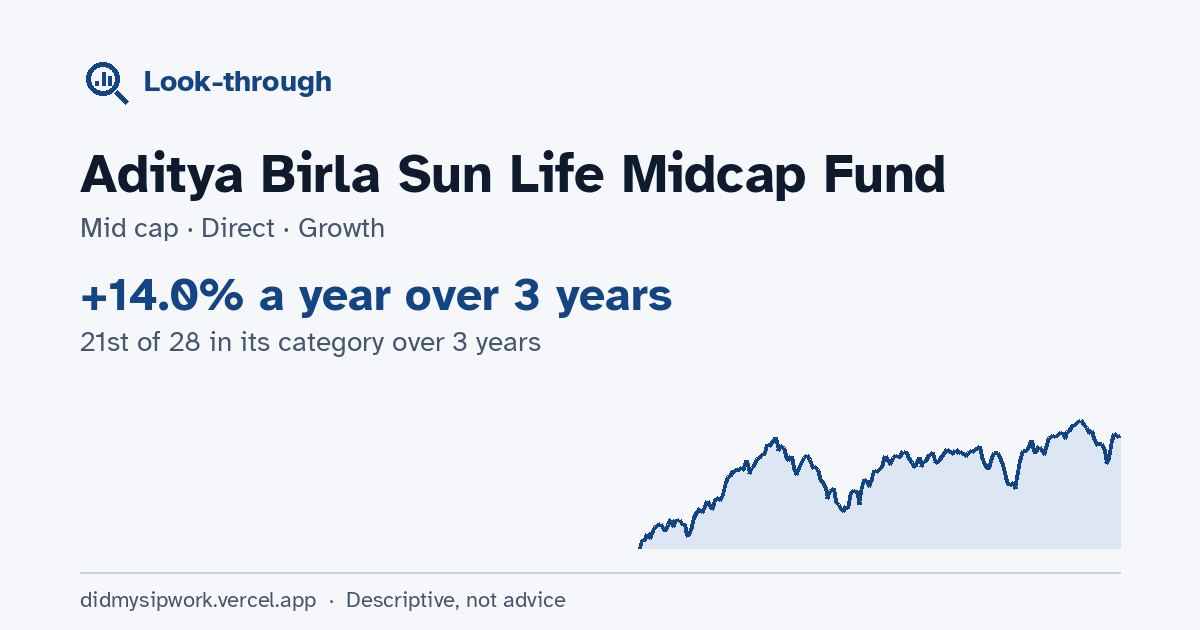 Look-through
Aditya Birla Sun Life Midcap Fund
Mid cap · Direct · Growth
+14.0% a year over 3 years
21st of 28 in its category over 3 years
didmysipwork.vercel.app · Descriptive, not advice